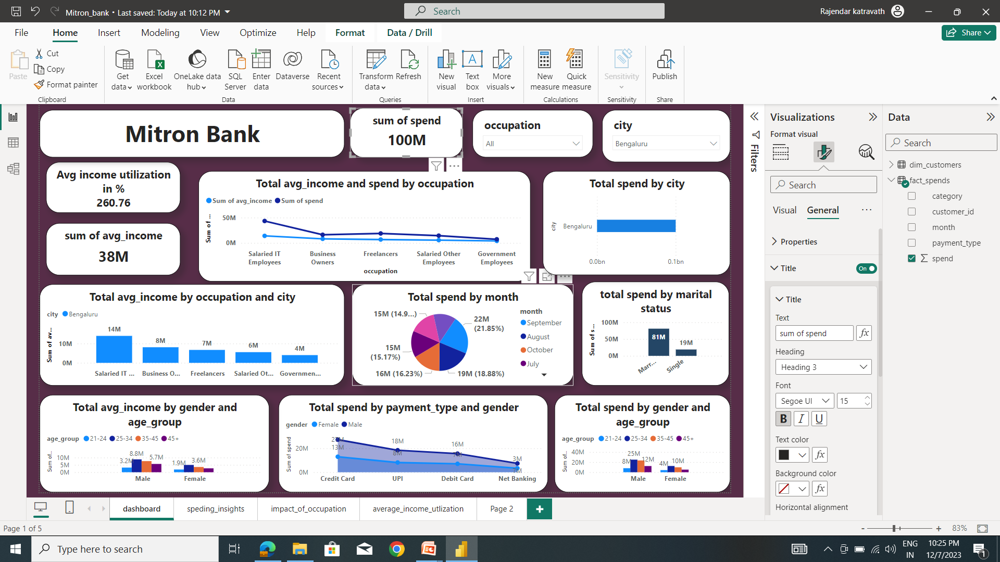 Mitron_bank • Last saved: Today at 10:12 PM
Search
Rajendar katravath
File
Home
Insert
Modeling
View
Optimize
Help
Format
Data / Drill
Share
Paste
Cut
Copy
Format painter
Clipboard
Get data
Excel workbook
OneLake data hub
SQL Server
Enter data
Dataverse
Recent sources
Data
Transform data
Refresh
Queries
New visual
Text box
More visuals
Insert
New measure
Quick measure
Calculations
Sensitivity
Sensitivity
Publish
Share
Mitron Bank
sum of spend
100M
occupation
All
city
Bengaluru
Avg income utilization
in %
260.76
sum of avg_income
38M
Total avg_income and spend by occupation
Sum of avg_income Sum of spend
Sum of ...
50M
0M
Salaried IT Employees
Business Owners
Freelancers
Salaried Other Employees
Government Employees
occupation
Total spend by city
city
Bengaluru
0.0bn
0.1bn
Total avg_income by occupation and city
city Bengaluru
Sum of av...
10M
0M
14M
8M
7M
6M
4M
Salaried IT ...
Business O...
Freelancers
Salaried Ot...
Governmen...
Total spend by month
15M (14.9...)
22M
(21.85%)
15M
(15.17%)
16M (16.23%)
19M (18.88%)
month
September
August
October
July
total spend by marital
status
Sum of s...
100M
50M
0M
81M
19M
Marr...
Single
Total avg_income by gender and
age_group
age_group 21-24 25-34 35-45 45+
Sum of...
10M
5M
0M
3.2M
8.8M
5.7M
1.9M
3.6M
Male
Female
Total spend by payment_type and gender
gender Female Male
Sum of spend
20M
0M
27M
13M
18M
8M
16M
3M
Credit Card
UPI
Debit Card
Net Banking
Total spend by gender and
age_group
age_group 21-24 25-34 35-45 45+
Sum of...
40M
20M
0M
8M
25M
12M
4M
10M
Male
Female
Filters
Visualizations
Format visual
Search
Visual
General
...
Properties
Title
On
Title
Text
sum of spend
fx
Heading
Heading 3
Font
Segoe UI
15
B I U
Text color
fx
Background color
fx
Horizontal alignment
Data
Search
dim_customers
fact_spends
category
customer_id
month
payment_type
∑ spend
dashboard
speding_insights
impact_of_occupation
average_income_utlization
Page 2
+
Page 1 of 5
- + 83%
Type here to search
ENG
IN
10:25 PM
12/7/2023
1